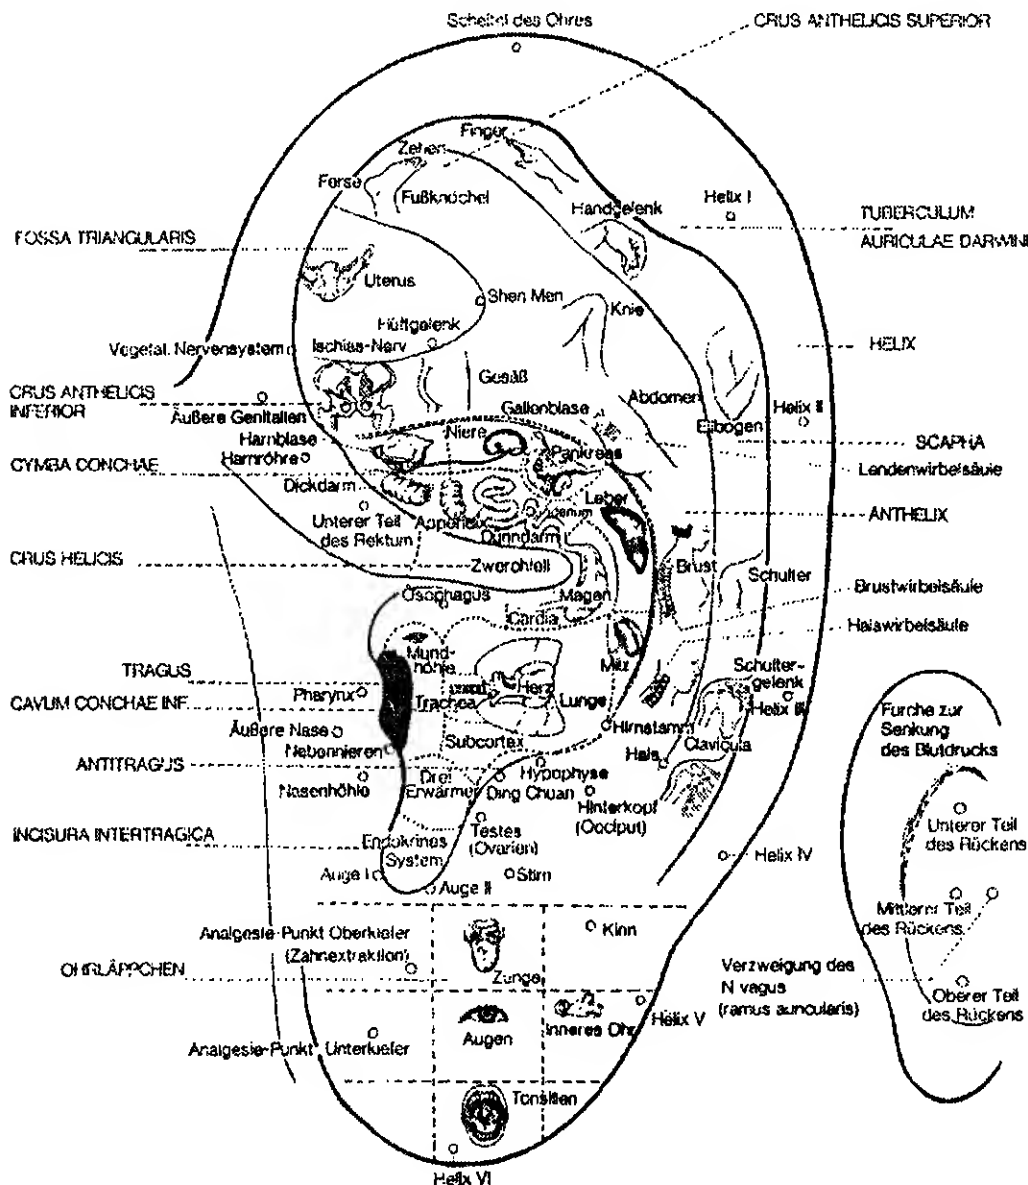 Scheitel des Ohres
CRUS ANTHELICIS SUPERIOR
Finger
Zehen
Ferse
Fußknöchel
Handgelenk
Helix I
TUBERCULUM
AURICULAE DARWINI
FOSSA TRIANGULARIS
Uterus
Shen Men
Knie
Hüftgelenk
Vegetal. Nervensystem
Ischias-Nerv
HELIX
Gesäß
CRUS ANTHELICIS
INFERIOR
Äußere Genitalien
Gallenblase
Abdomen
Helix II
Ellbogen
Harnblase
Niere
SCAPHA
Harnröhre
Pankreas
CYMBA CONCHAE
Lendenwirbelsäule
Dickdarm
Leber
Unterer Teil
des Rektum
Appendix
Dünndarm
ANTHELIX
CRUS HELICIS
Zwerchfell
Brust
Schulter
Ösophagus
Magen
Brustwirbelsäule
Cardia
Halswirbelsäule
Mund-
höhle
Milz
TRAGUS
Schulter-
gelenk
Pharynx
Herz
CAVUM CONCHAE INF.
Trachea
Lunge
Helix III
Furche zur
Senkung
des Blutdrucks
Äußere Nase
Hirnstamm
Nebennieren
Subcortex
Clavicula
Hals
ANTITRAGUS
Hypophyse
Nasenhöhle
Drei
Erwärmer
Ding Chuan
Hinterkopf
(Occiput)
Unterer Teil
des Rückens
INCISURA INTERTRAGICA
Testes
(Ovarien)
Endokrines
System
Helix IV
Auge I
Stirn
Auge II
Mittlerer Teil
des Rückens
Analgesie-Punkt Oberkiefer
(Zahnextraktion)
Kinn
OHRLÄPPCHEN
Zunge
Verzweigung des
N vagus
(ramus auricularis)
Oberer Teil
des Rückens
Analgesie-Punkt Unterkiefer
Augen
Inneres Ohr
Helix V
Tonsillen
Helix VI